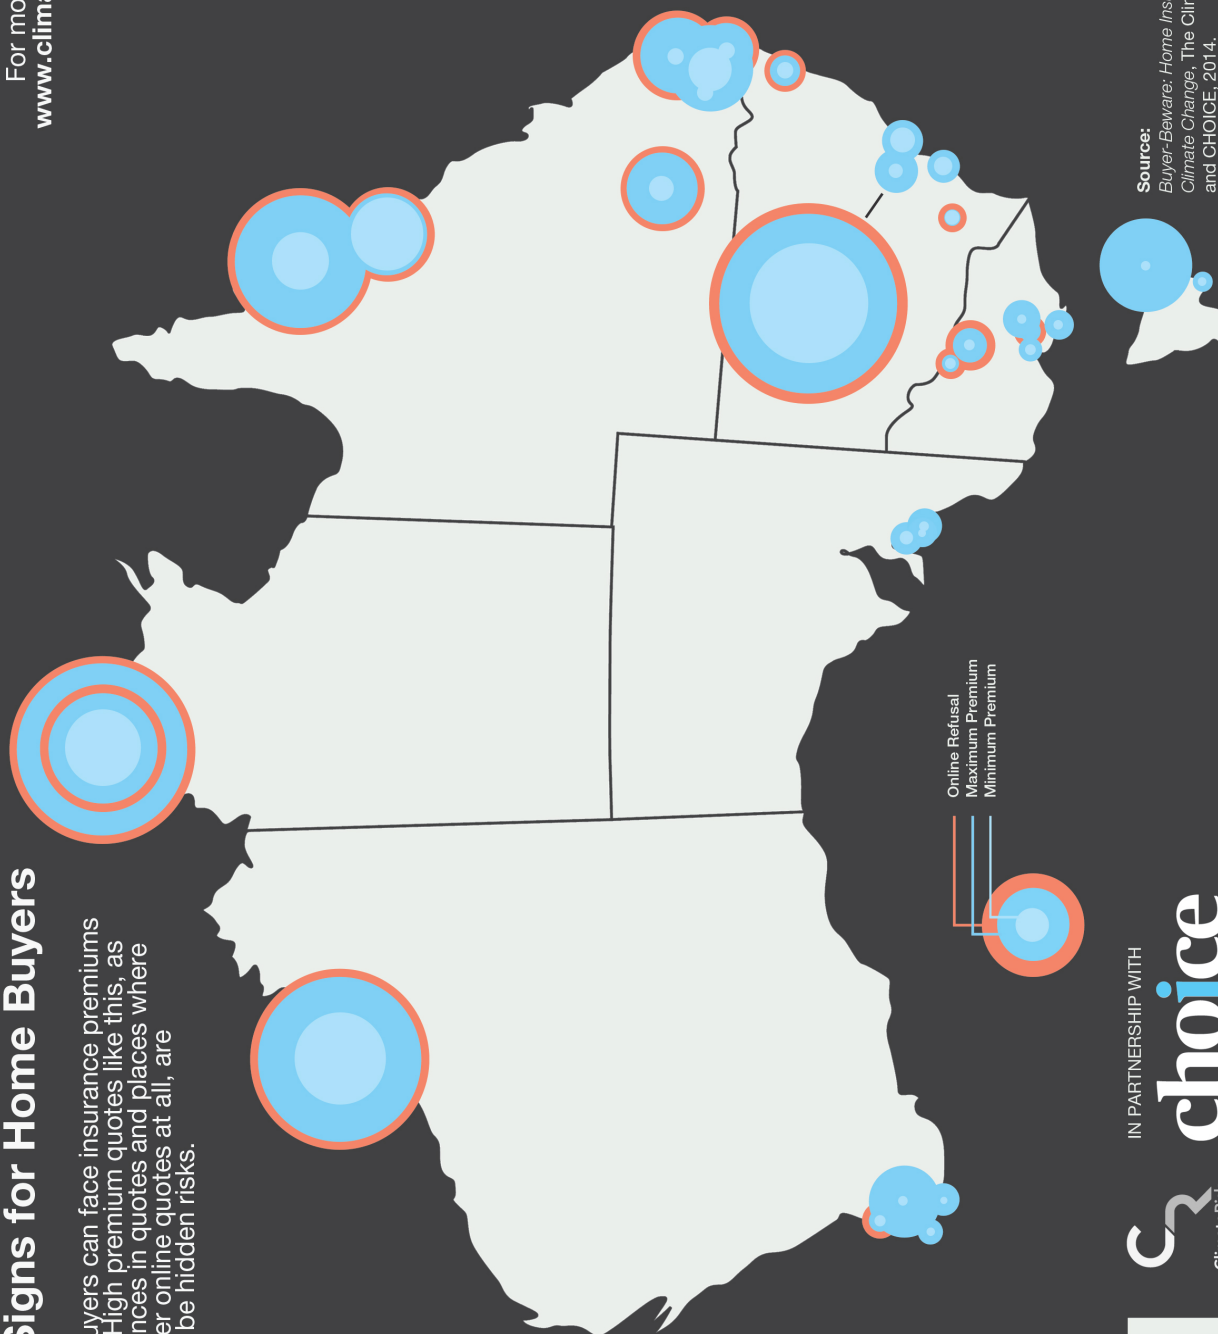 Signs for Home Buyers
uyers can face insurance premiums
High premium quotes like this, as
nces in quotes and places where
er online quotes at all, are
be hidden risks.
For mo
www.clima
Online Refusal
Maximum Premium
Minimum Premium
IN PARTNERSHIP WITH
choice
Source:
Buyer-Beware: Home Ins
Climate Change, The Clim
and CHOICE, 2014.